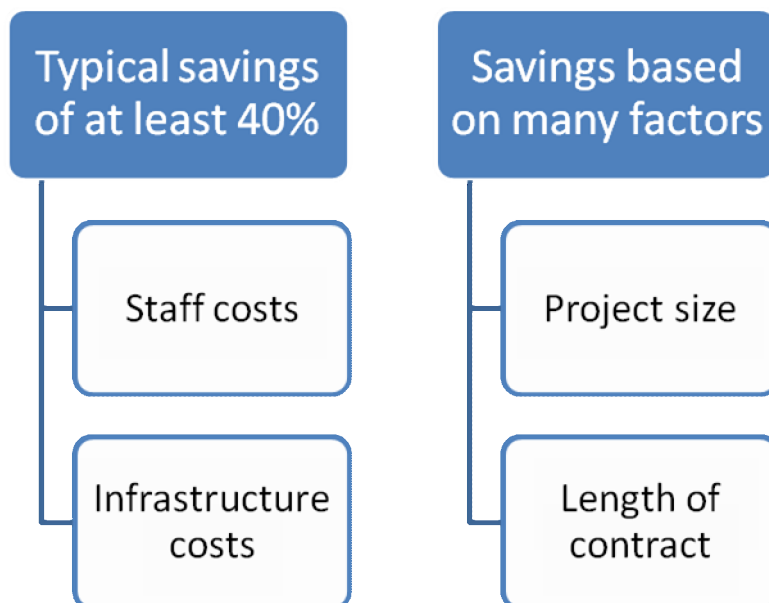 Typical savings
of at least 40%
Staff costs
Infrastructure
costs
Savings based
on many factors
Project size
Length of
contract